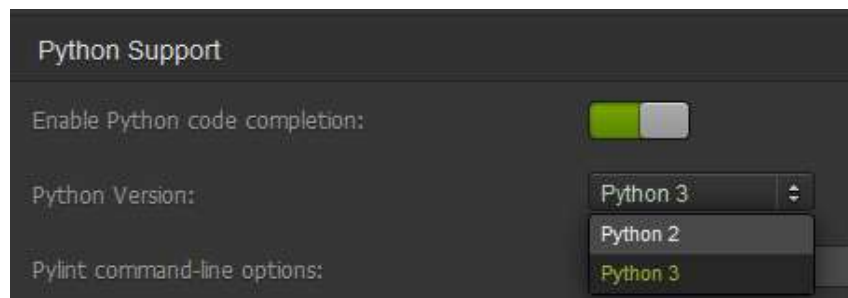 Python Support
Enable Python code completion:
Python Version:
Python 3
Python 2
Pylint command-line options:
Python 3